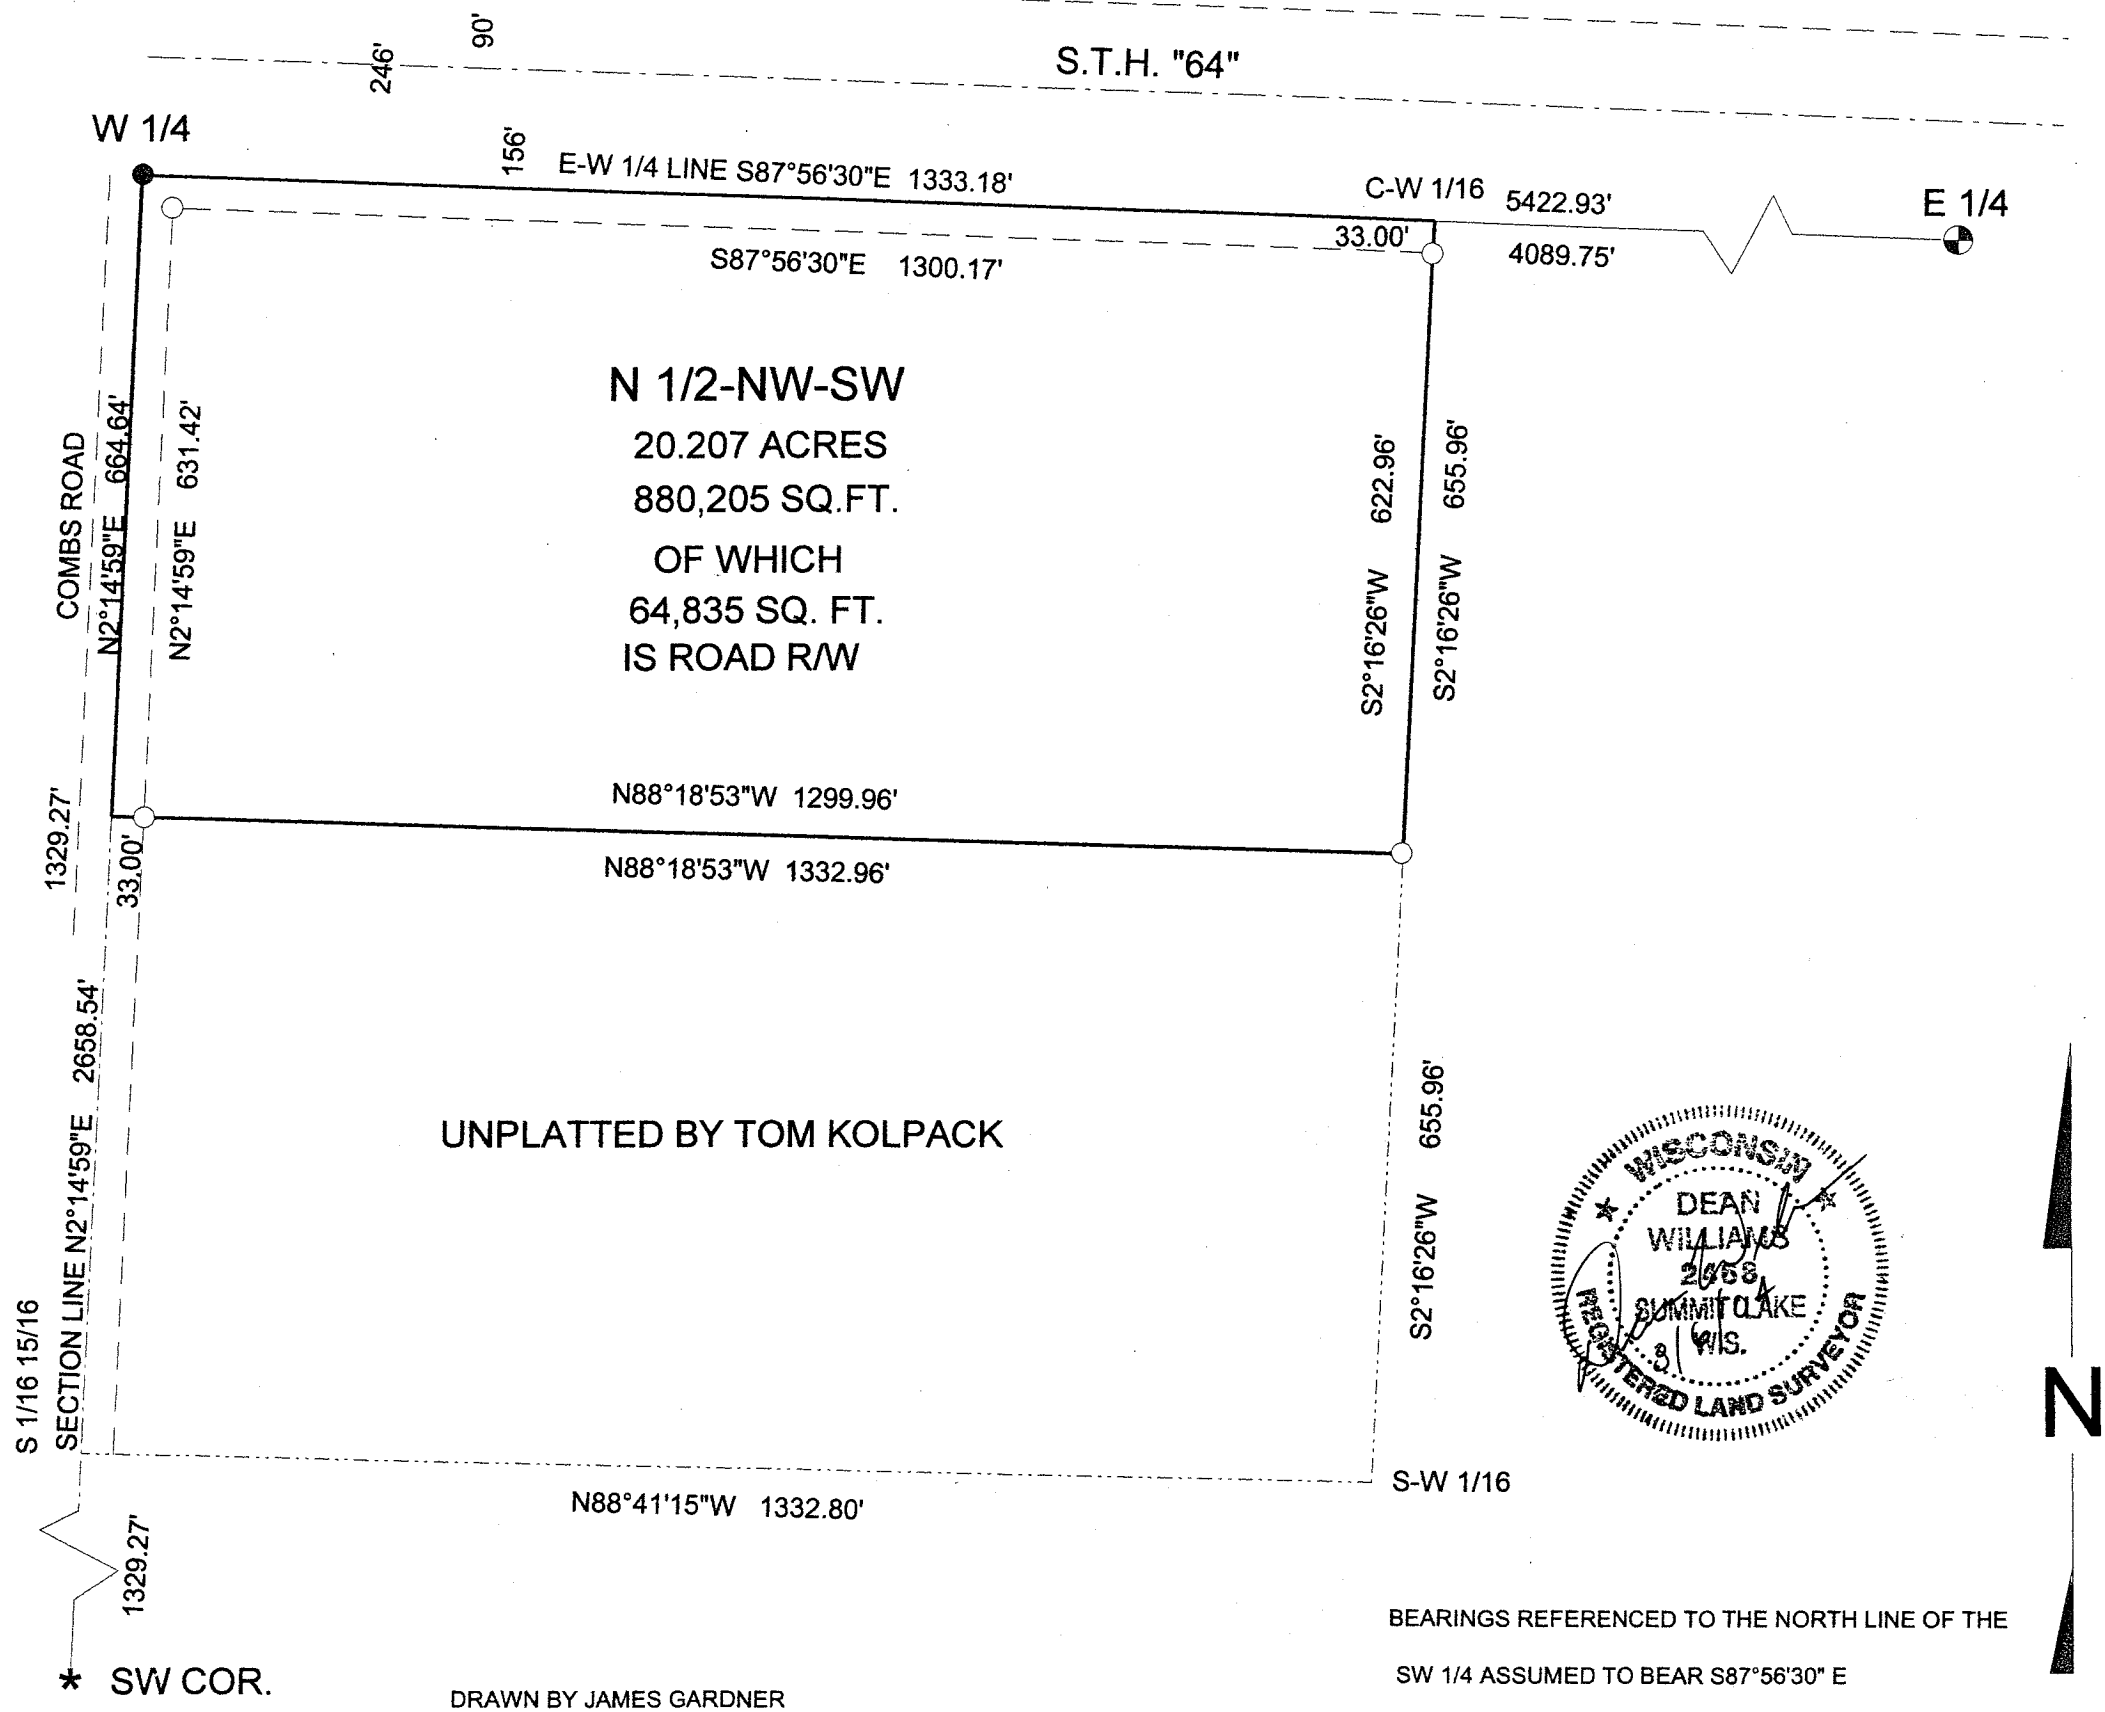 90'
246'
S.T.H. "64"
W 1/4
156'
E-W 1/4 LINE S87°56'30"E 1333.18'
C-W 1/16
5422.93'
E 1/4
33.00'
4089.75'
S87°56'30"E 1300.17'
N 1/2-NW-SW
20.207 ACRES
880,205 SQ.FT.
OF WHICH
64,835 SQ. FT.
IS ROAD R/W
COMBS ROAD
N2°14'59"E 664.64'
N2°14'59"E 631.42'
S2°16'26"W 622.96'
S2°16'26"W 655.96'
N88°18'53"W 1299.96'
1329.27'
33.00'
N88°18'53"W 1332.96'
SECTION LINE N2°14'59"E 2658.54'
UNPLATTED BY TOM KOLPACK
S2°16'26"W 655.96'
WISCONSIN
DEAN
WILLIAMS
SUMMIT LAKE
WIS.
REGISTERED LAND SURVEYOR
N
S 1/16 15/16
S-W 1/16
N88°41'15"W 1332.80'
1329.27'
BEARINGS REFERENCED TO THE NORTH LINE OF THE
SW 1/4 ASSUMED TO BEAR S87°56'30" E
SW COR.
DRAWN BY JAMES GARDNER